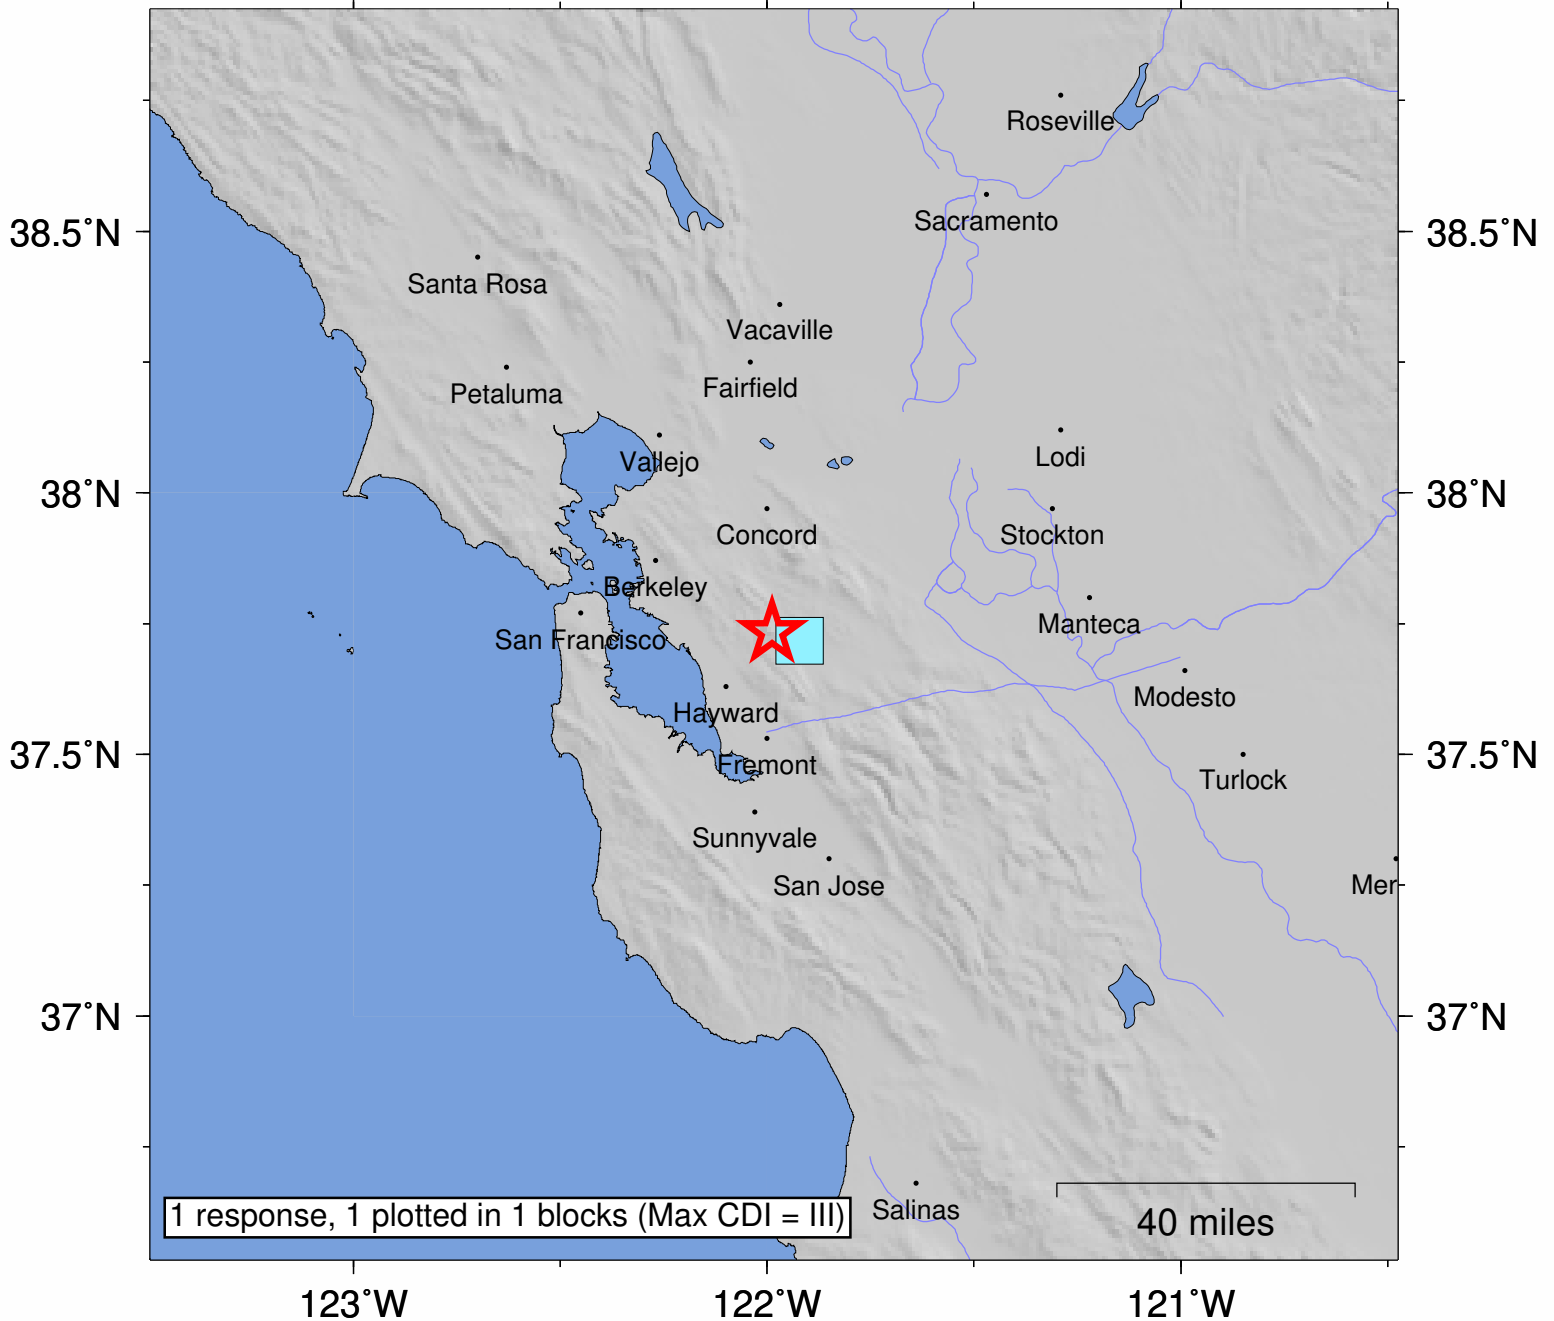 Roseville
Sacramento
38.5˚N
38.5˚N
Santa Rosa
Vacaville
Petaluma
Fairfield
Vallejo
Lodi
38˚N
38˚N
Concord
Stockton
Berkeley
Manteca
San Francisco
Modesto
Hayward
37.5˚N
37.5˚N
Fremont
Turlock
Sunnyvale
San Jose
Mer
37˚N
37˚N
1 response, 1 plotted in 1 blocks (Max CDI = III)
Salinas
40 miles
123˚W
122˚W
121˚W